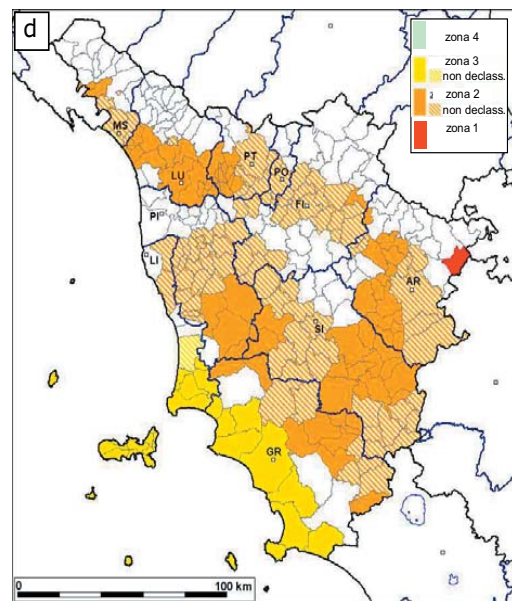 d
zona 4
zona 3
non declass.
zona 2
non declass.
zona 1
MS
LU
PT
PO
FI
PI
LI
AR
SI
GR
0 100 km